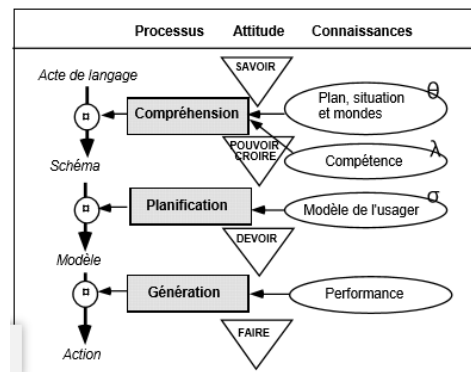 Processus Attitude Connaissances
SAVOIR
Acte de langage
θ
¤ Compréhension Plan, situation
et mondes
POUVOIR
CROIRE
λ
Compétence
Schéma
σ
¤ Planification Modèle de l'usager
DEVOIR
Modèle
¤ Génération Performance
FAIRE
Action